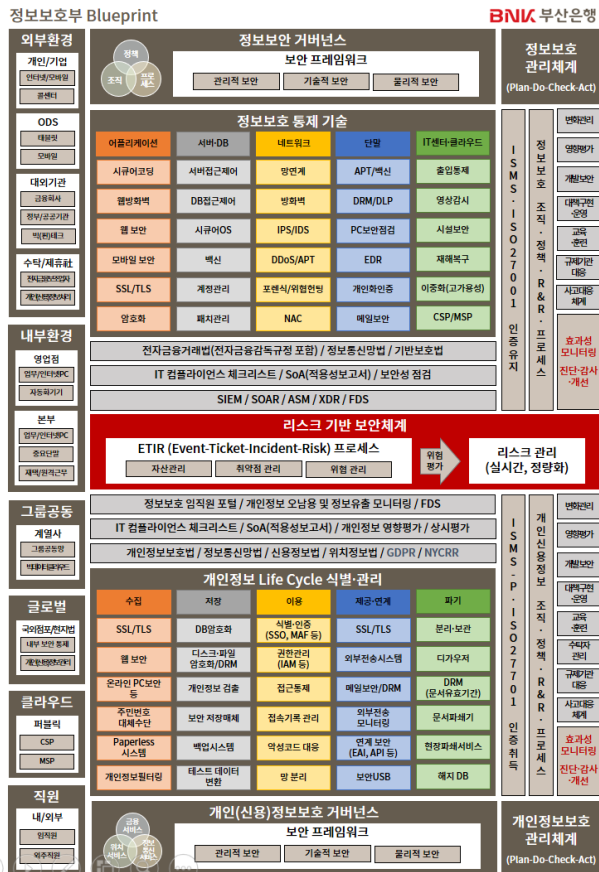 정보보호부 Blueprint
BNK 부산은행
외부환경
개인/기업
인터넷/모바일
콜센터
ODS
태블릿
모바일
대외기관
금융회사
정부/공공기관
빅(핀)테크
수탁/제휴社
전자금융보조업자
개인신용정보처리
내부환경
영업점
업무/인터넷PC
자동화기기
본부
업무/인터넷PC
중요단말
재택/원격근무
그룹공동
계열사
그룹공동망
빅데이터클라우드
글로벌
국외점포/현지법
내부 보안 통제
개인신용정보관리
클라우드
퍼블릭
CSP
MSP
직원
내/외부
임직원
외주직원
정보보안 거버넌스
정책
조직
프로
세스
보안 프레임워크
관리적 보안
기술적 보안
물리적 보안
정보보호 통제 기술
어플리케이션
서버·DB
네트워크
단말
IT센터·클라우드
시큐어코딩
서버접근제어
망연계
APT/백신
출입통제
웹방화벽
DB접근제어
방화벽
DRM/DLP
영상감시
웹 보안
시큐어OS
IPS/IDS
PC보안점검
시설보안
모바일 보안
백신
DDoS/APT
EDR
재해복구
SSL/TLS
계정관리
포렌식/위협헌팅
개인화인증
이중화(고가용성)
암호화
패치관리
NAC
메일보안
CSP/MSP
전자금융거래법(전자금융감독규정 포함) / 정보통신망법 / 기반보호법
IT 컴플라이언스 체크리스트 / SoA(적용성보고서) / 보안성 점검
SIEM / SOAR / ASM / XDR / FDS
리스크 기반 보안체계
ETIR (Event-Ticket-Incident-Risk) 프로세스
자산관리
취약점 관리
위험 관리
위험
평가
리스크 관리
(실시간, 정량화)
정보보호 임직원 포털 / 개인정보 오남용 및 정보유출 모니터링 / FDS
IT 컴플라이언스 체크리스트 / SoA(적용성보고서) / 개인정보 영향평가 / 상시평가
개인정보보호법 / 정보통신망법 / 신용정보법 / 위치정보법 / GDPR / NYCRR
개인정보 Life Cycle 식별·관리
수집
저장
이용
제공·연계
파기
SSL/TLS
DB암호화
식별·인증
(SSO, MAF 등)
SSL/TLS
분리·보관
웹 보안
디스크·파일
암호화/DRM
권한관리
(IAM 등)
외부전송시스템
디가우저
온라인 PC보안
등
개인정보 검출
접근통제
메일보안/DRM
DRM
(문서유효기간)
주민번호
대체수단
보안 저장매체
접속기록 관리
외부전송
모니터링
문서파쇄기
Paperless
시스템
백업시스템
악성코드 대응
연계 보안
(EAI, API 등)
현장파쇄서비스
개인정보필터링
테스트 데이터
변환
망 분리
보안USB
해지 DB
개인(신용)정보보호 거버넌스
금융
서비스
위치
서비스
정보
통신
서비스
보안 프레임워크
관리적 보안
기술적 보안
물리적 보안
정보보호
관리체계
(Plan-Do-Check-Act)
ISMS·ISO27001 인증유지
정보보호 조직·정책·R&R·프로세스
변화관리
영향평가
개발보안
대책구현
·운영
교육
·훈련
규제기관
대응
사고대응
체계
효과성
모니터링
진단·감사
·개선
ISMS-P·ISO27701 인증취득
개인신용정보 조직·정책·R&R·프로세스
변화관리
영향평가
개발보안
대책구현
·운영
교육
·훈련
수탁자
관리
규제기관
대응
사고대응
체계
효과성
모니터링
진단·감사
·개선
개인정보보호
관리체계
(Plan-Do-Check-Act)